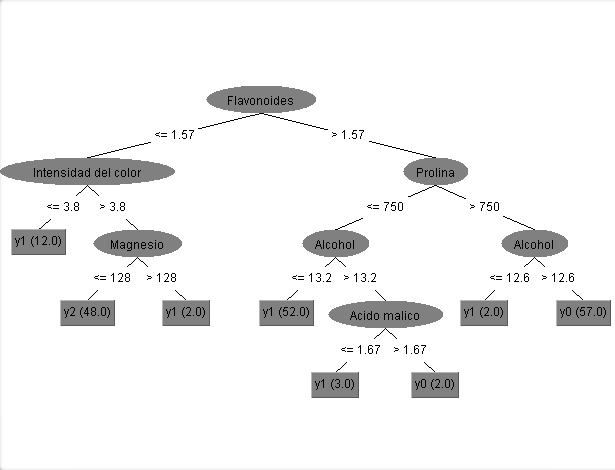 Flavonoides
<= 1.57
> 1.57
Intensidad del color
Prolina
<= 3.8
> 3.8
<= 750
> 750
y1 (12.0)
Magnesio
Alcohol
Alcohol
<= 128
> 128
<= 13.2
> 13.2
<= 12.6
> 12.6
y2 (48.0)
y1 (2.0)
y1 (52.0)
Acido malico
y1 (2.0)
y0 (57.0)
<= 1.67
> 1.67
y1 (3.0)
y0 (2.0)